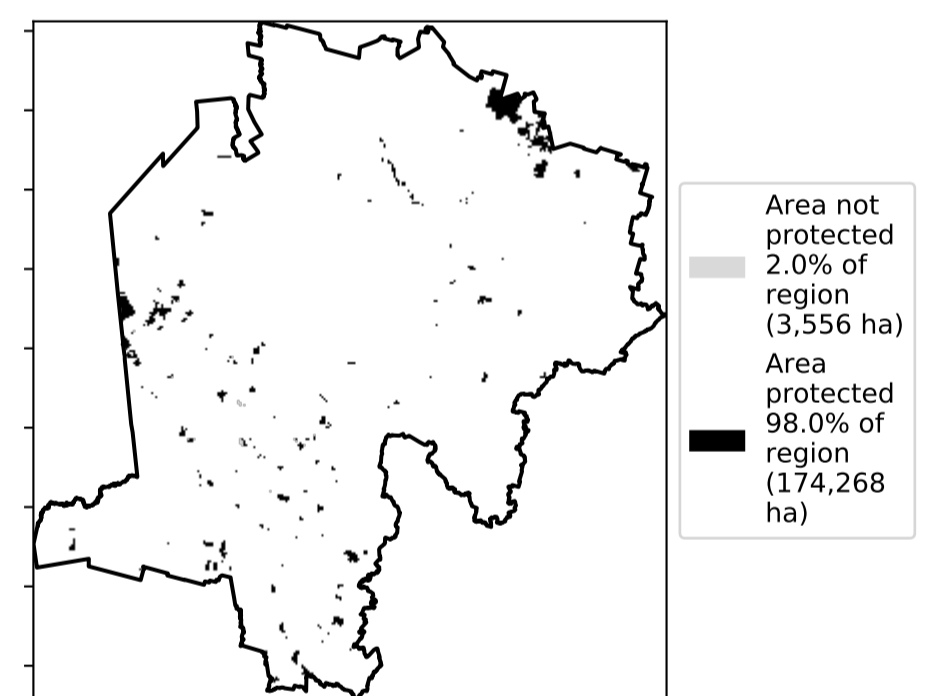 Area not
protected
2.0% of
region
(3,556 ha)
Area
protected
98.0% of
region
(174,268
ha)